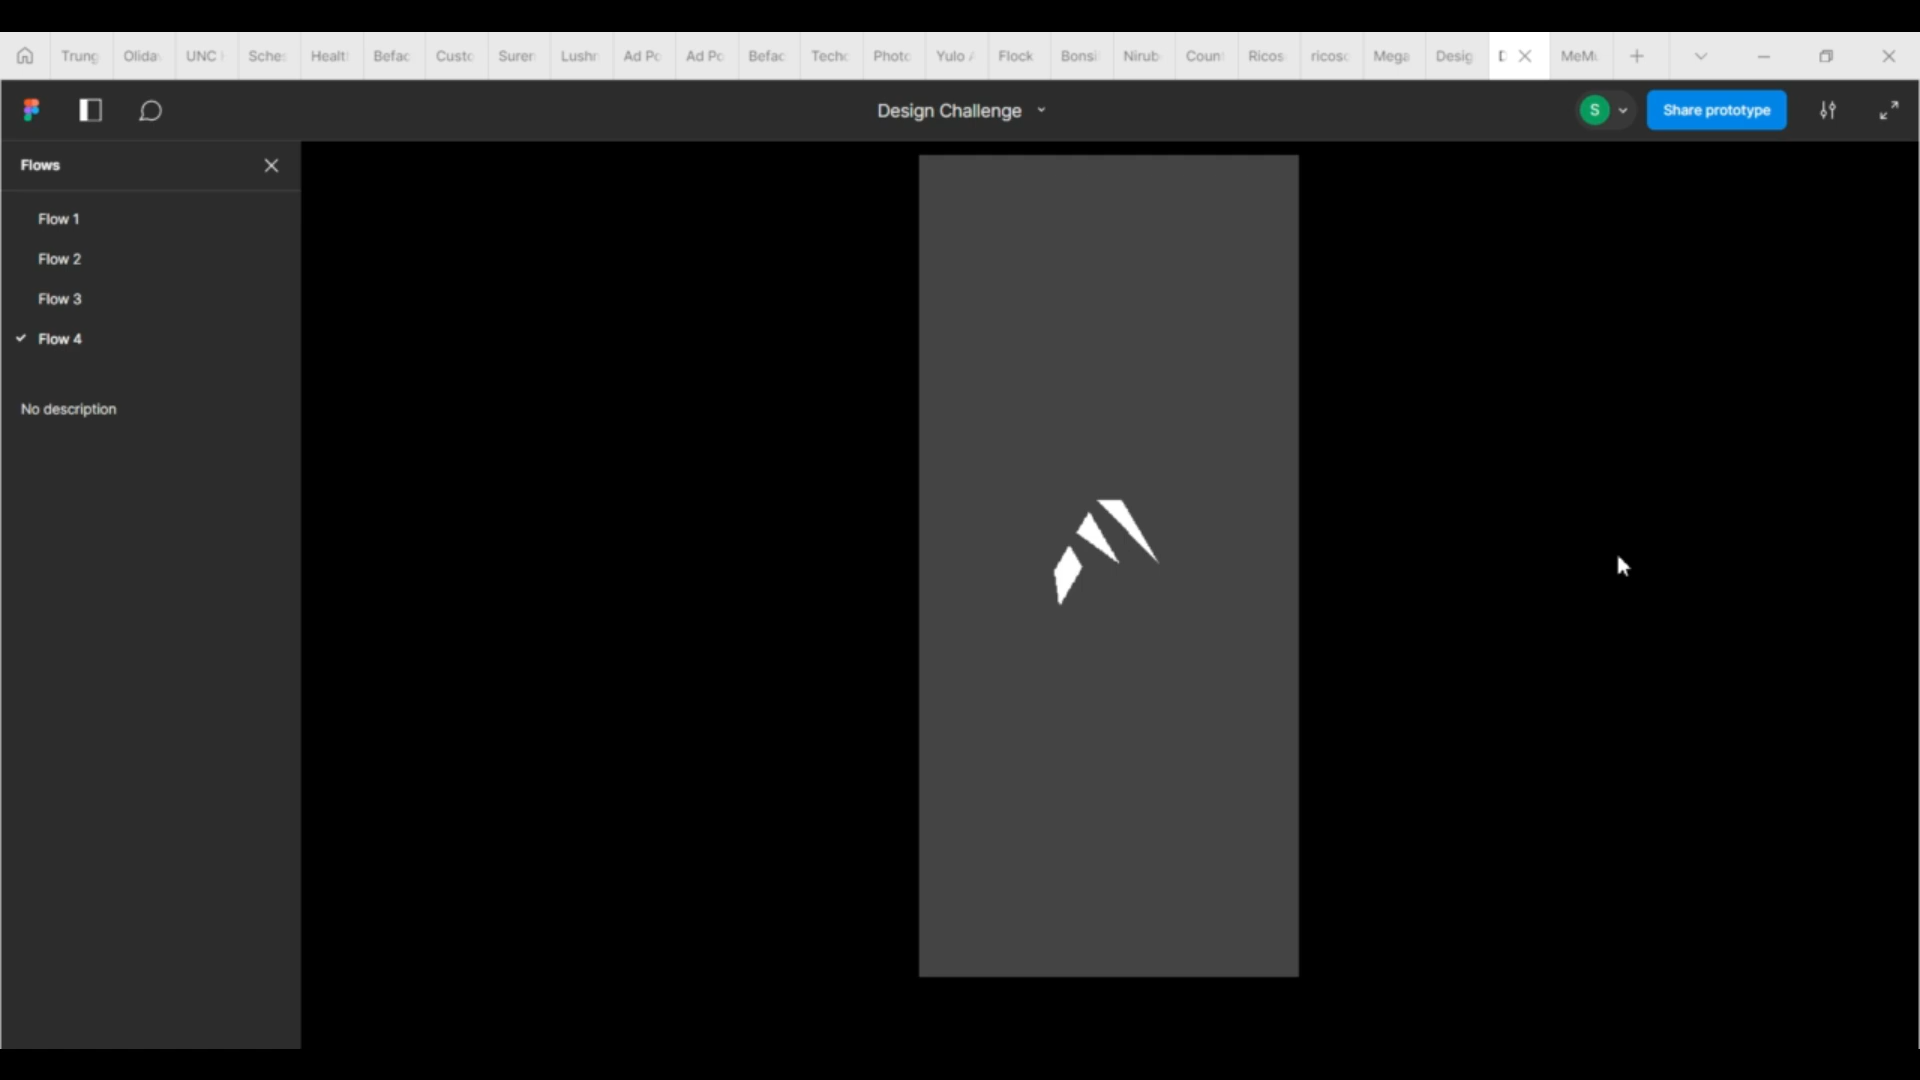 Trung Olida UNC Sche Healt Befac Custo Suren Lushr Ad Po Ad Po Befac Techo Photo Yulo Flock Bonsi Nirub Coun Ricos ricosc Mega Desig D MeM
Design Challenge
S
Share prototype
Flows
Flow 1
Flow 2
Flow 3
Flow 4
No description